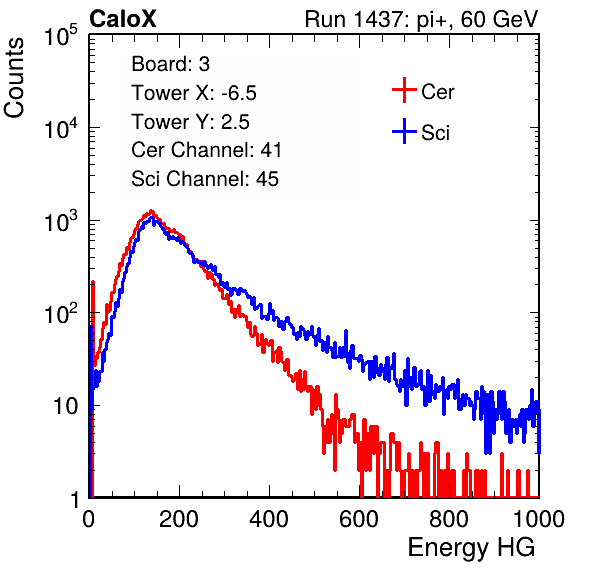 CaloX Run 1437: pi+, 60 GeV
Board: 3
Tower X: -6.5
Tower Y: 2.5
Cer Channel: 41
Sci Channel: 45
Cer
Sci
Counts
10^5
10^4
10^3
10^2
10
1
0 200 400 600 800 1000
Energy HG